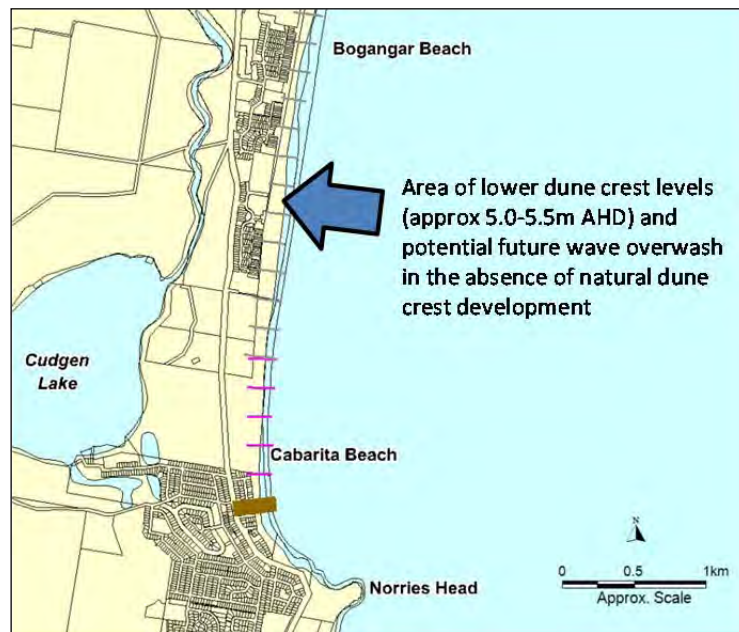 Bogangar Beach
Area of lower dune crest levels
(approx 5.0-5.5m AHD) and
potential future wave overwash
in the absence of natural dune
crest development
Cudgen
Lake
Cabarita Beach
N
0 0.5 1km
Approx. Scale
Norries Head